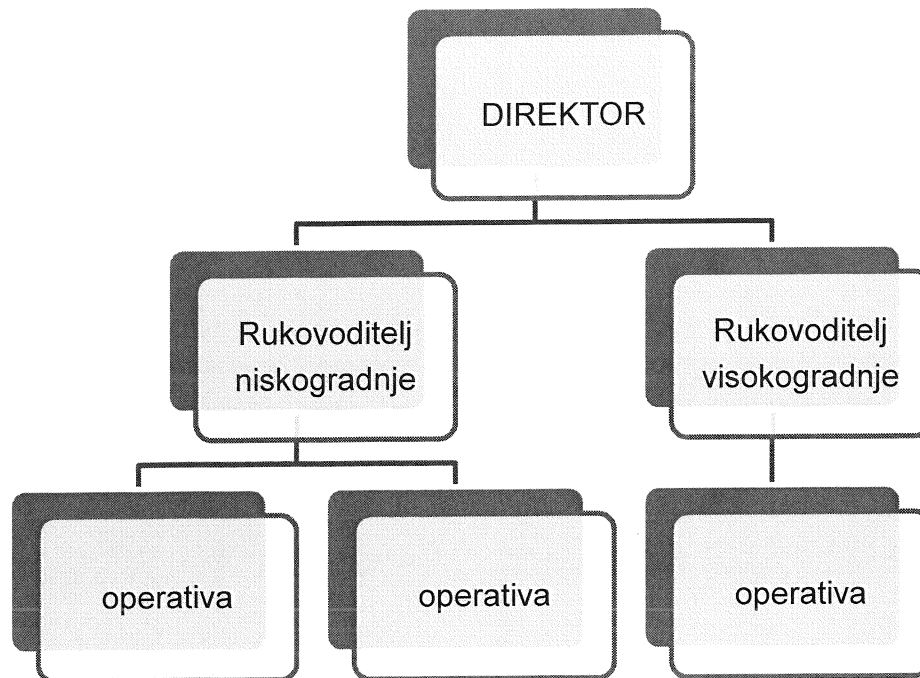 DIREKTOR
Rukovoditelj
niskogradnje
Rukovoditelj
visokogradnje
operativa
operativa
operativa